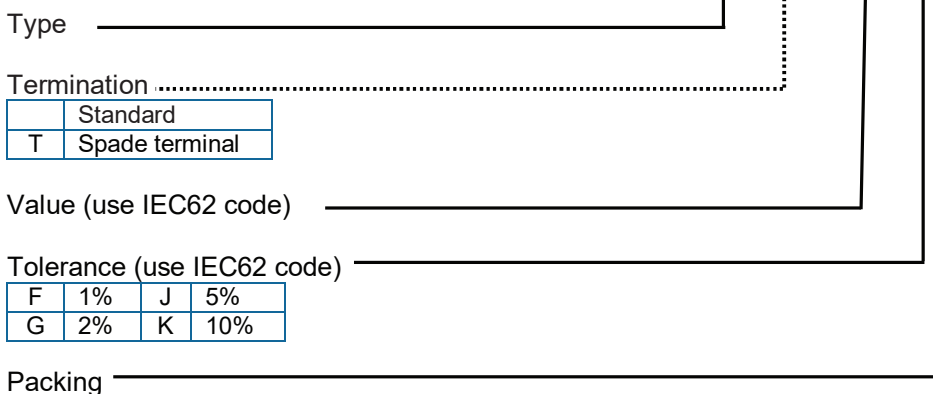 Type
Termination
Standard
T Spade terminal
Value (use IEC62 code)
Tolerance (use IEC62 code)
F 1% J 5%
G 2% K 10%
Packing